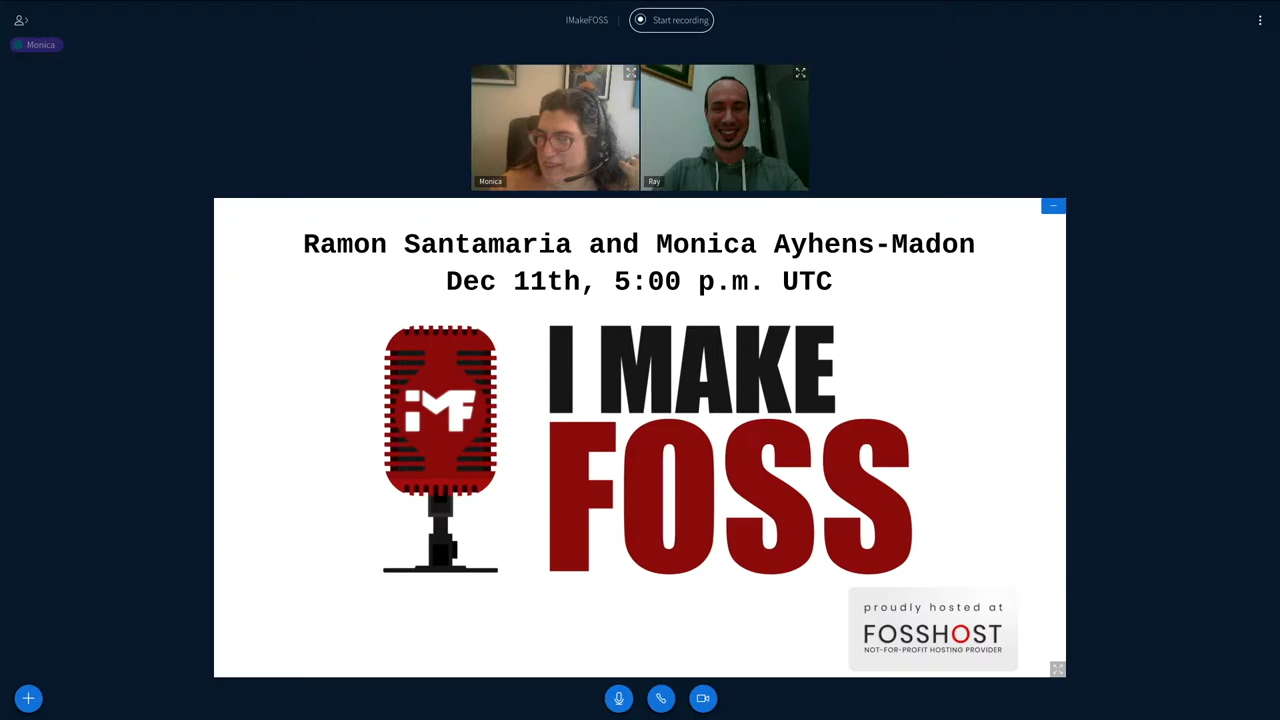 IMakeFOSS
Start recording
Monica
Monica
Ray
Ramon Santamaria and Monica Ayhens-Madon
Dec 11th, 5:00 p.m. UTC
iMF
I MAKE
FOSS
proudly hosted at
FOSSHOST
NOT-FOR-PROFIT HOSTING PROVIDER